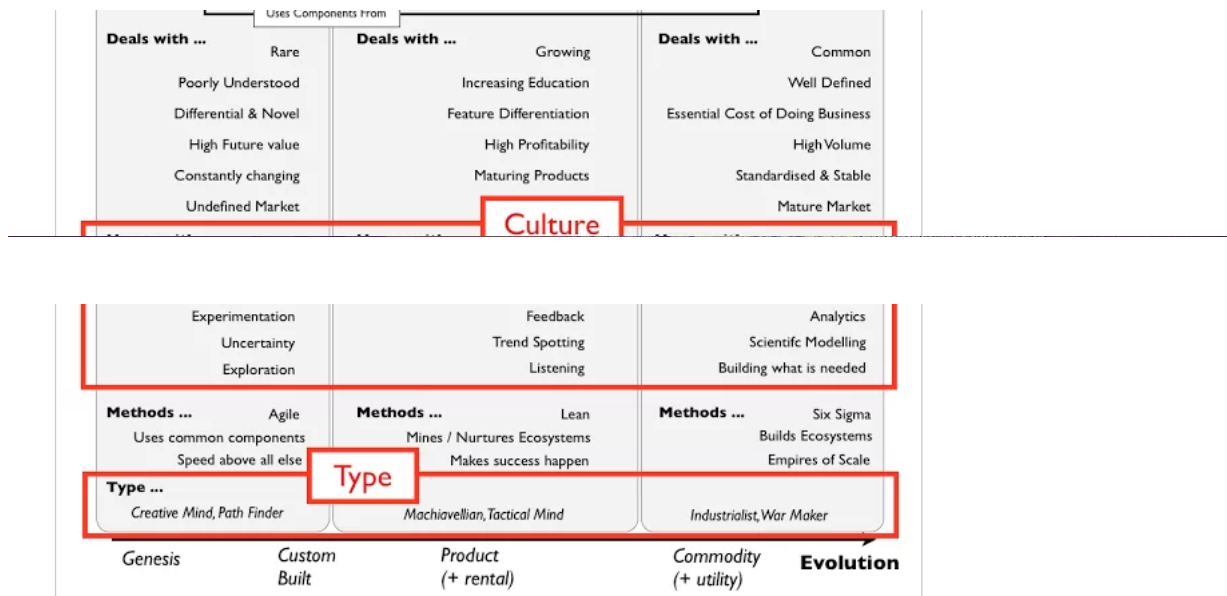 Uses Components From
Deals with ...
Rare
Poorly Understood
Differential & Novel
High Future value
Constantly changing
Undefined Market
Deals with ...
Growing
Increasing Education
Feature Differentiation
High Profitability
Maturing Products
Deals with ...
Common
Well Defined
Essential Cost of Doing Business
High Volume
Standardised & Stable
Mature Market
Culture
Experimentation
Uncertainty
Exploration
Feedback
Trend Spotting
Listening
Analytics
Scientifc Modelling
Building what is needed
Methods ...
Agile
Uses common components
Speed above all else
Methods ...
Lean
Mines / Nurtures Ecosystems
Makes success happen
Methods ...
Six Sigma
Builds Ecosystems
Empires of Scale
Type
Type ...
Creative Mind, Path Finder
Machiavellian, Tactical Mind
Industrialist, War Maker
Genesis
Custom
Built
Product
(+ rental)
Commodity
(+ utility)
Evolution